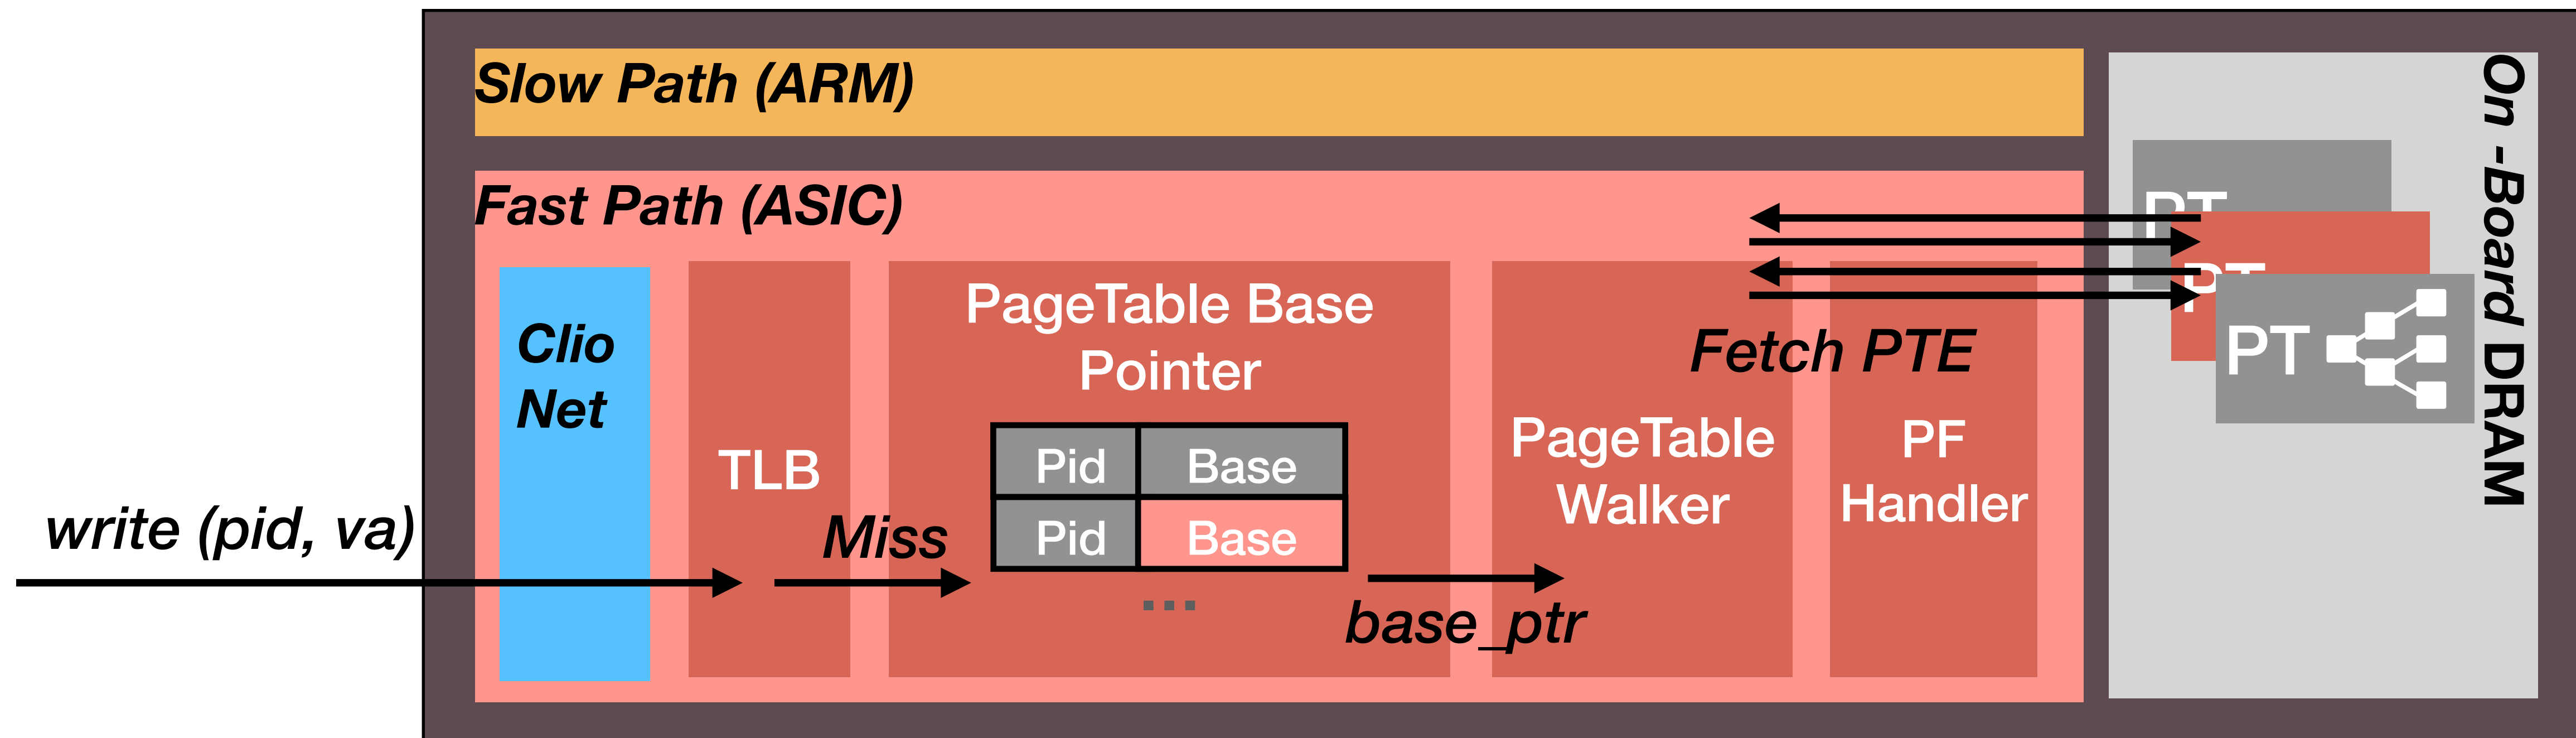 Slow Path (ARM)
Fast Path (ASIC)
Clio
Net
TLB
PageTable Base
Pointer
Pid
Base
Pid
Base
...
PageTable
Walker
PF
Handler
Fetch PTE
write (pid, va)
Miss
base_ptr
PT
PT
PT
On -Board DRAM